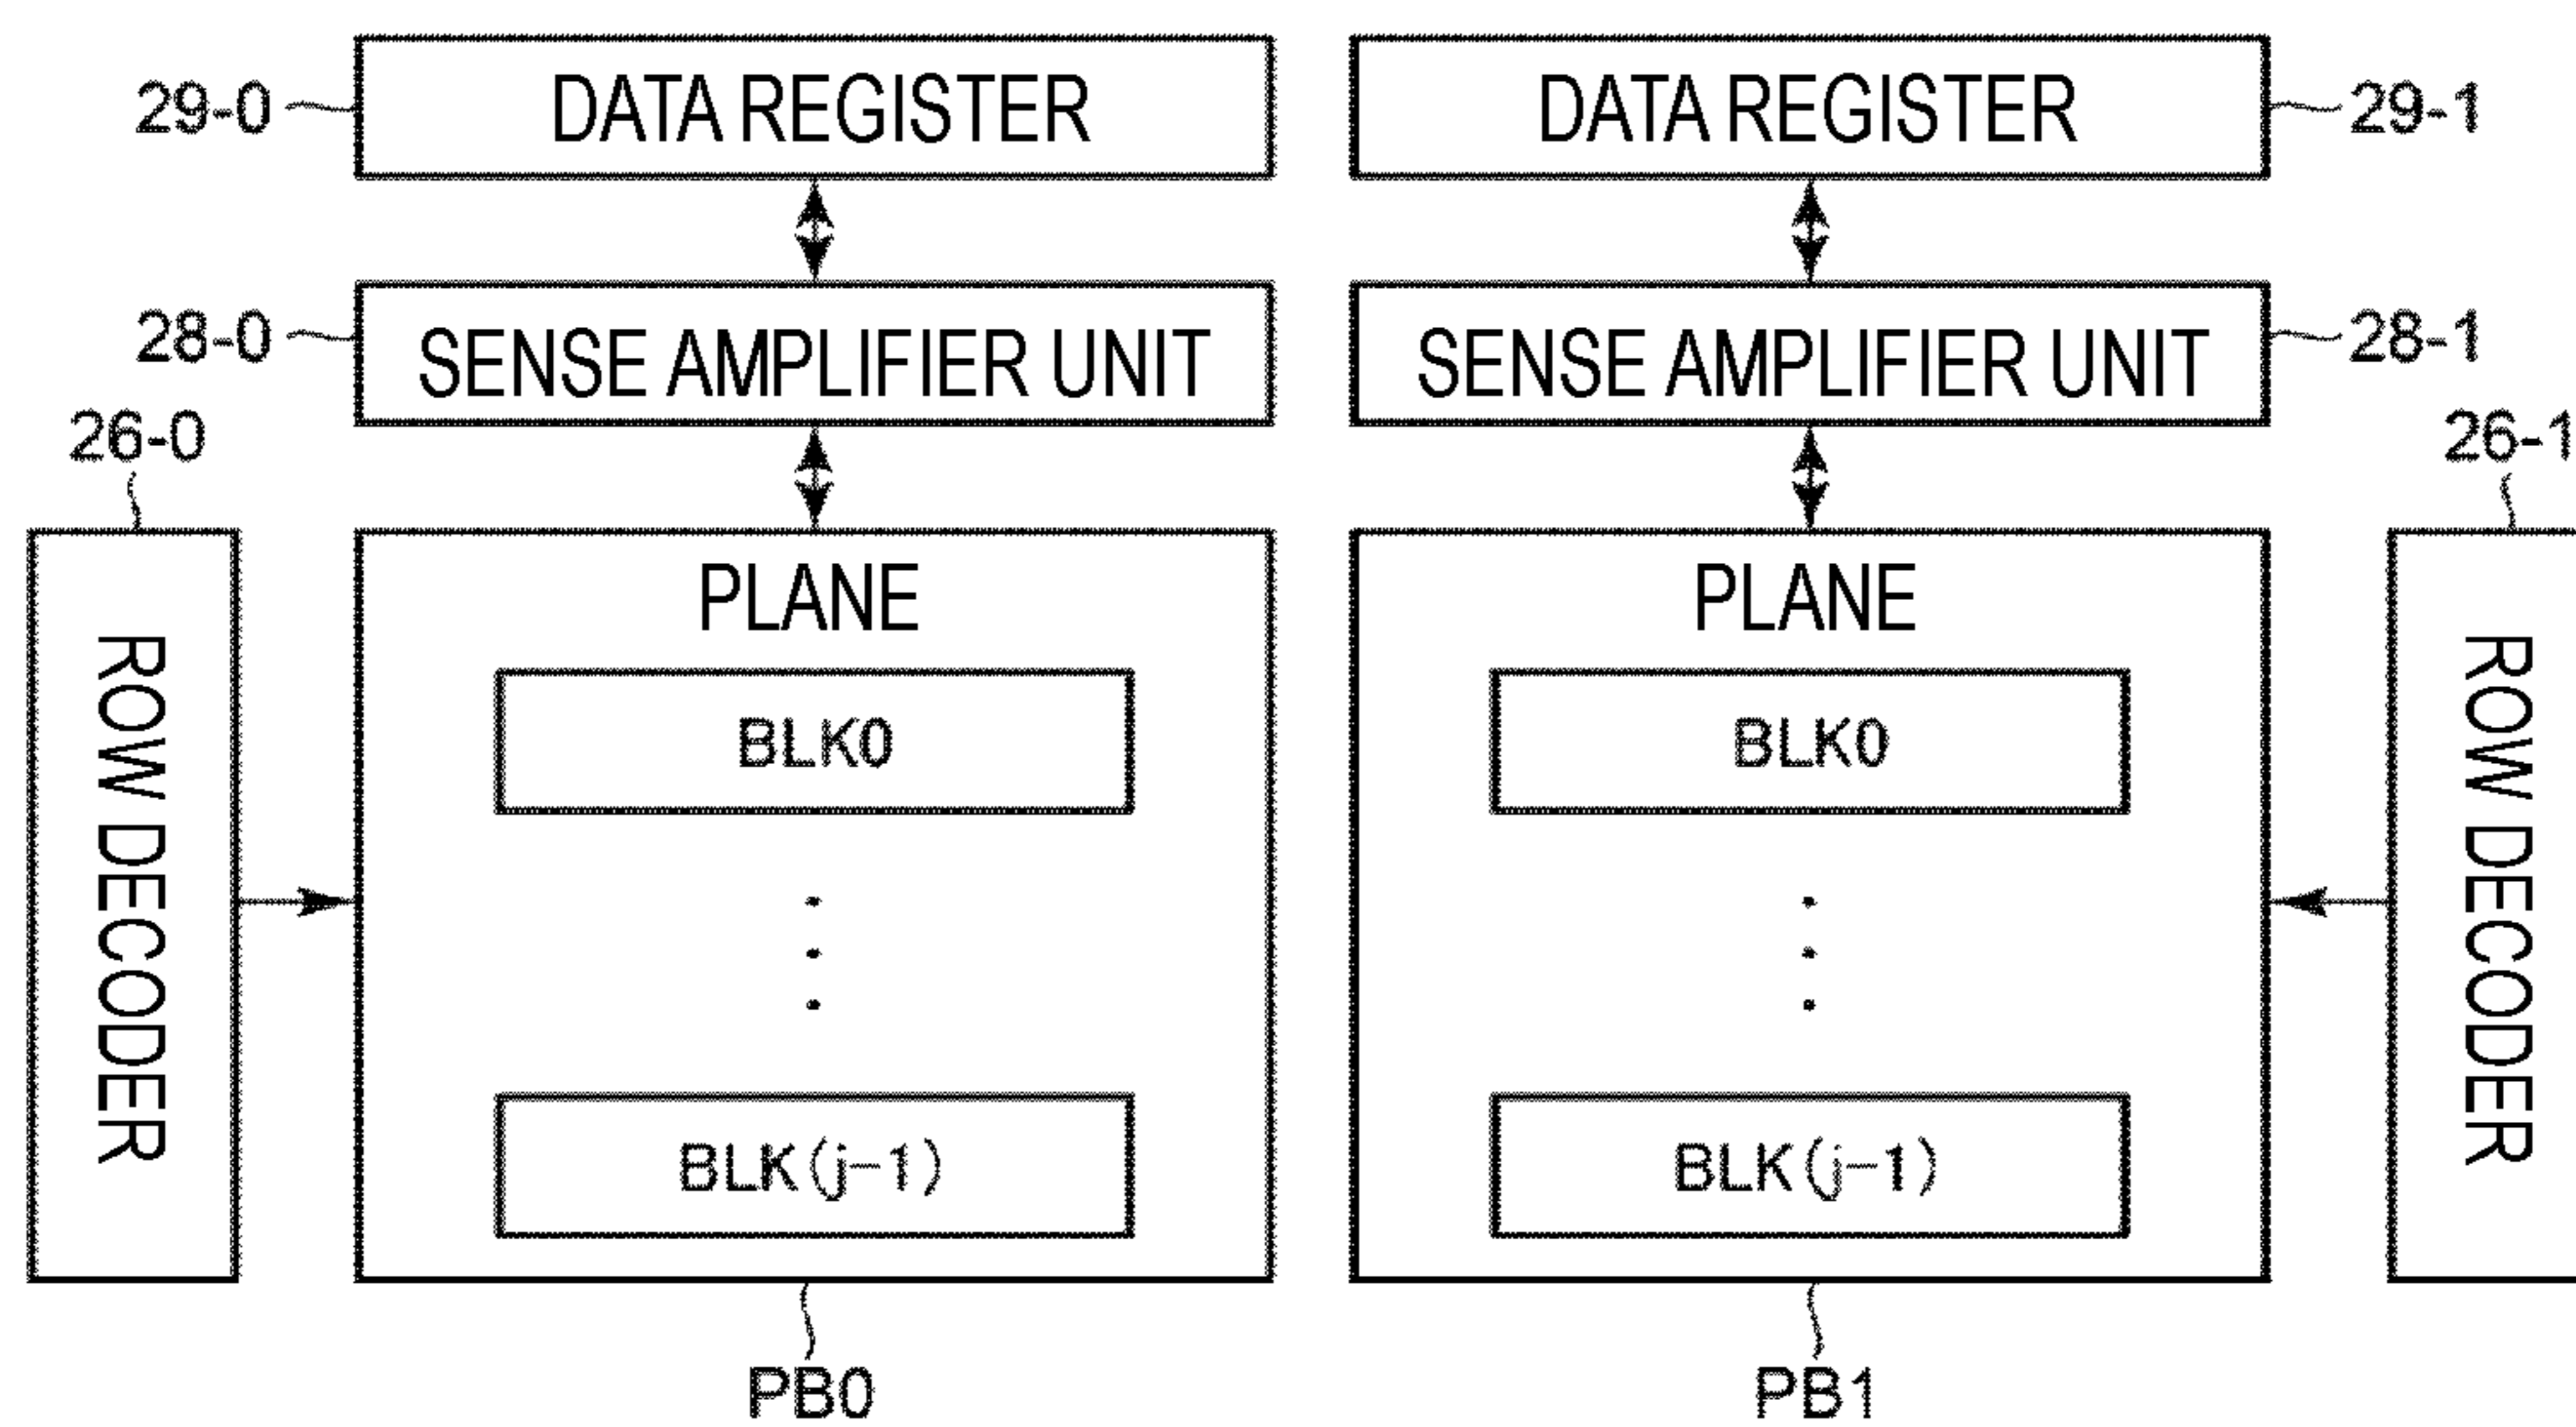 29-0
DATA REGISTER
DATA REGISTER
29-1
28-0
SENSE AMPLIFIER UNIT
SENSE AMPLIFIER UNIT
28-1
26-0
26-1
ROW DECODER
PLANE
PLANE
ROW DECODER
BLK0
BLK0
BLK(j-1)
BLK(j-1)
PB0
PB1